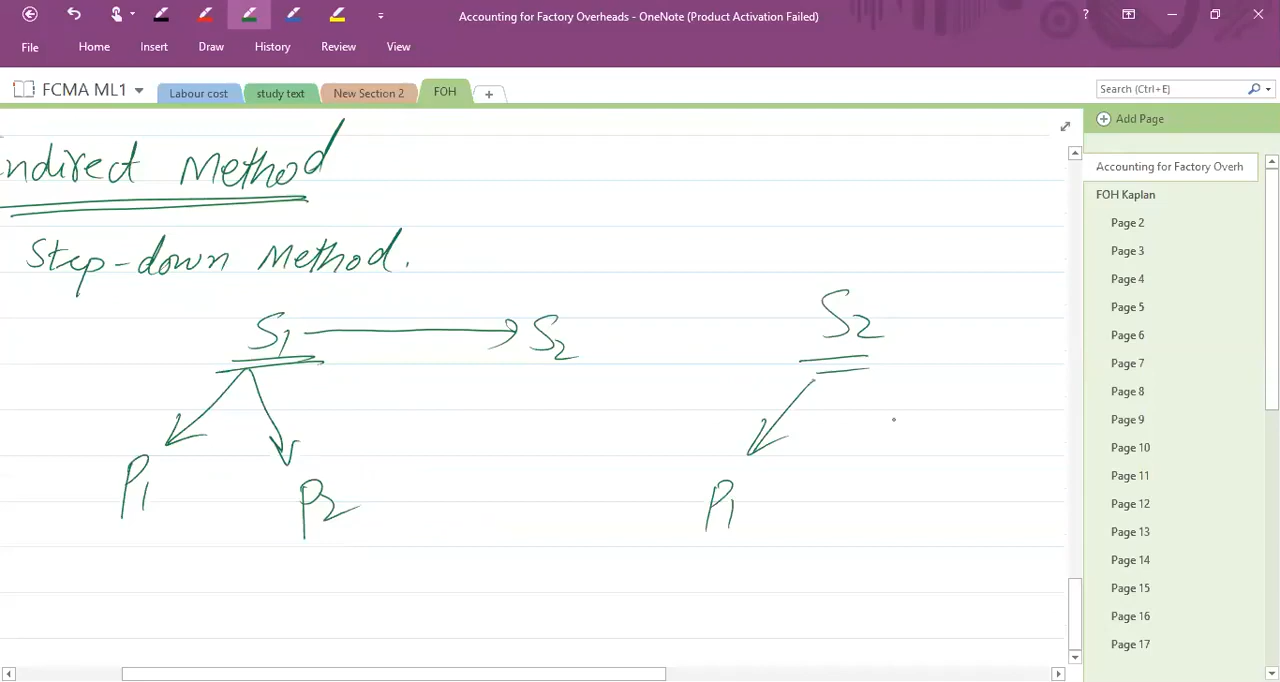 Accounting for Factory Overheads - OneNote (Product Activation Failed)
?
File Home Insert Draw History Review View
FCMA ML1
Labour cost study text New Section 2 FOH +
Search (Ctrl+E)
Add Page
Accounting for Factory Overh
FOH Kaplan
Page 2
Page 3
Page 4
Page 5
Page 6
Page 7
Page 8
Page 9
Page 10
Page 11
Page 12
Page 13
Page 14
Page 15
Page 16
Page 17
indirect Method
Step-down Method.
S1 S2 S2
P1 P2 P1